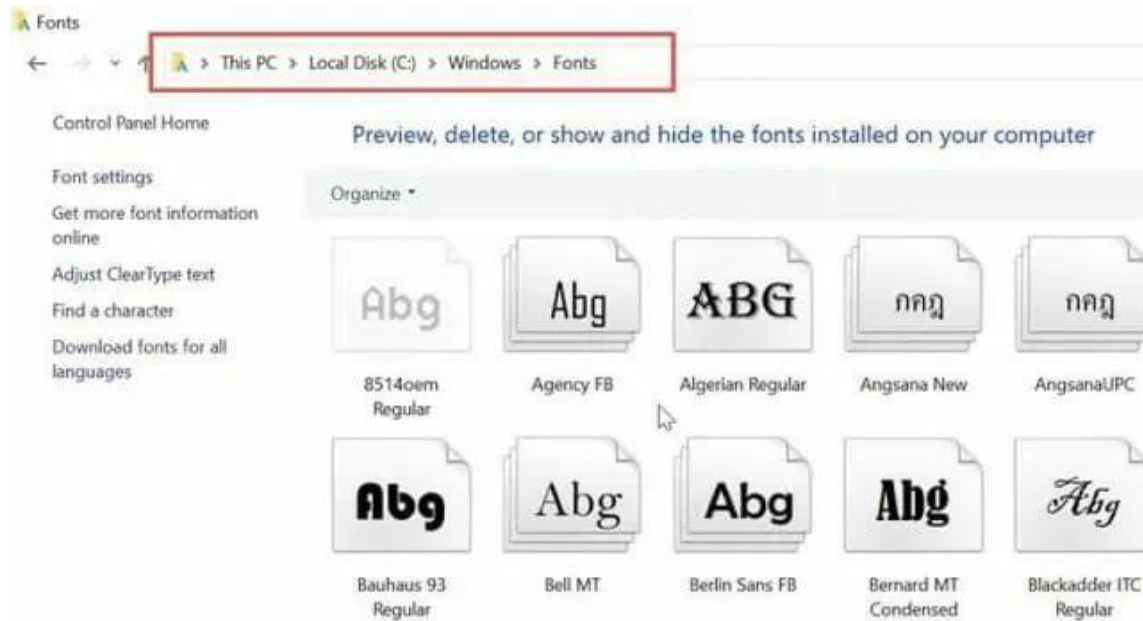 Fonts
This PC > Local Disk (C:) > Windows > Fonts
Control Panel Home
Font settings
Get more font information
online
Adjust ClearType text
Find a character
Download fonts for all
languages
Preview, delete, or show and hide the fonts installed on your computer
Organize
Abg
Abg
ABG
กคฎ
กคฎ
8514oem
Regular
Agency FB
Algerian Regular
Angsana New
AngsanaUPC
Abg
Abg
Abg
Abg
Abg
Bauhaus 93
Regular
Bell MT
Berlin Sans FB
Bernard MT
Condensed
Blackadder ITC
Regular